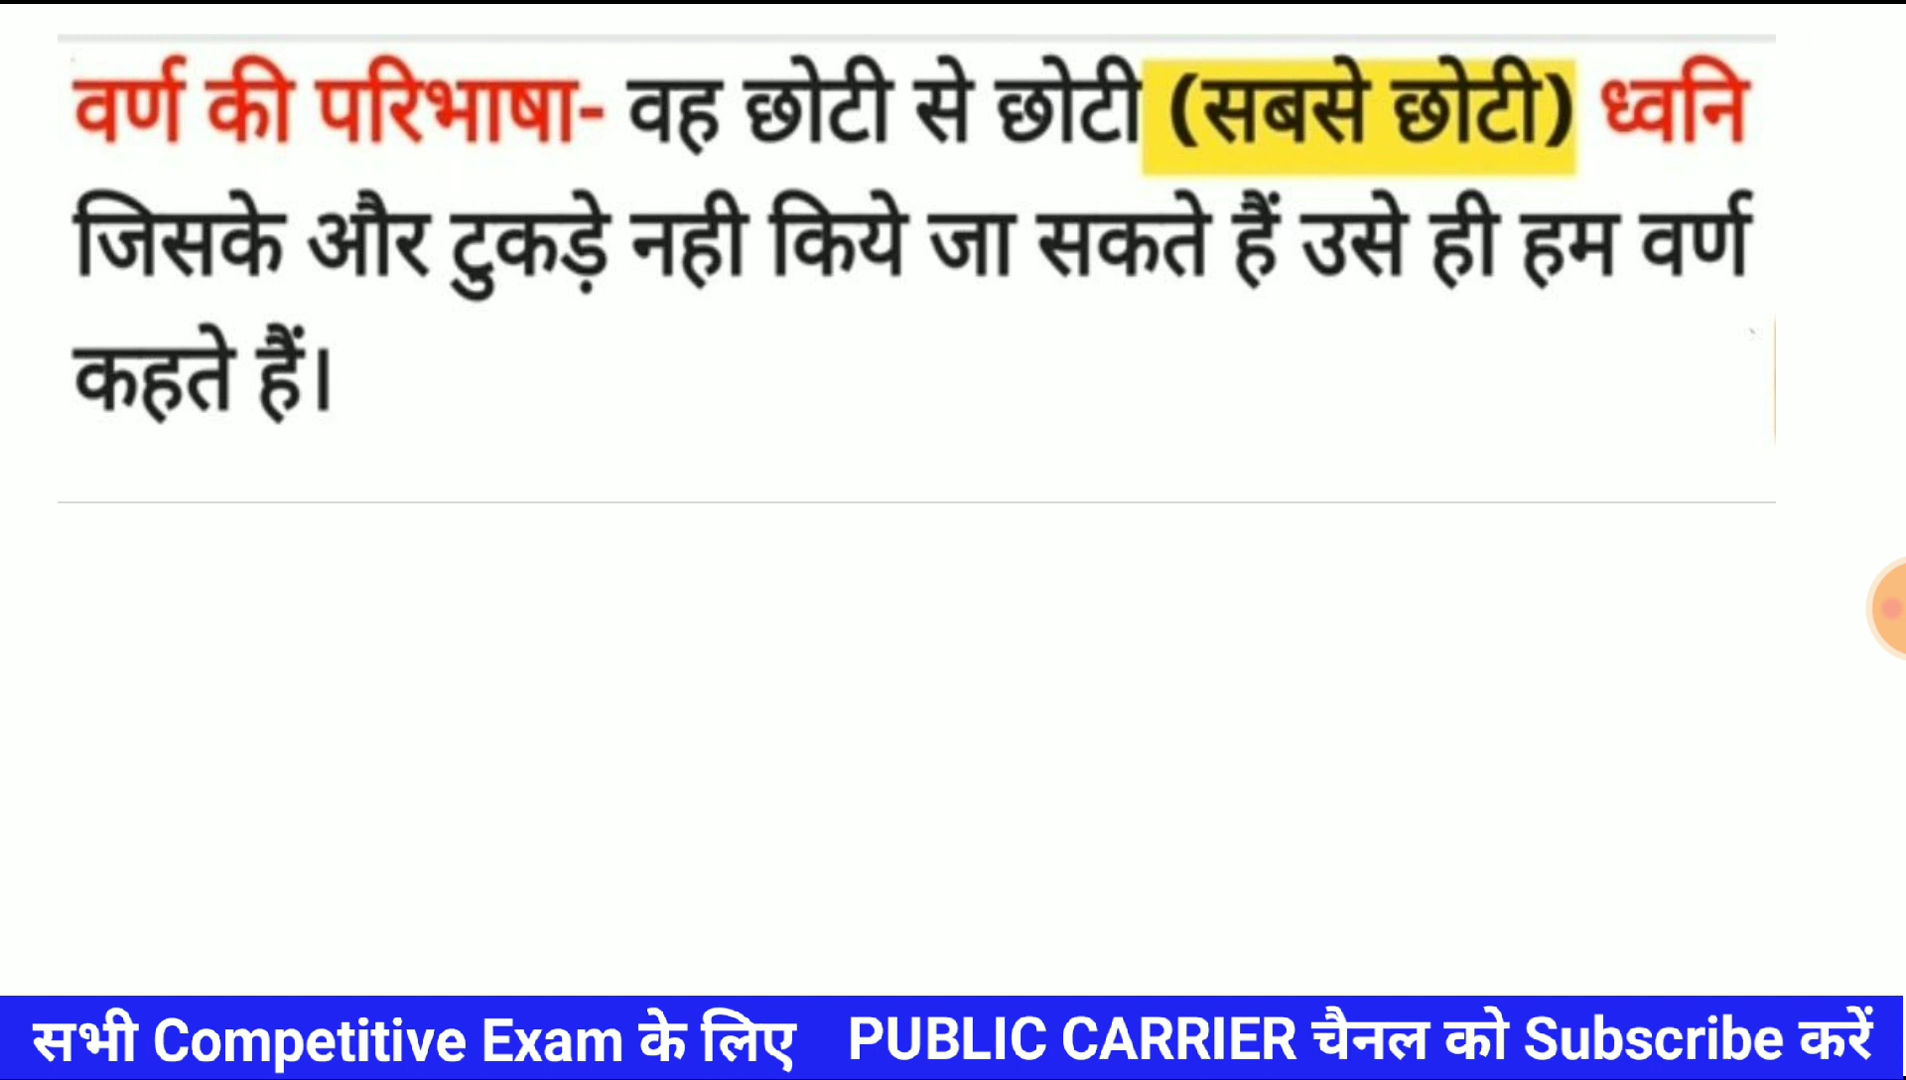 वर्ण की परिभाषा- वह छोटी से छोटी (सबसे छोटी) ध्वनि
जिसके और टुकड़े नही किये जा सकते हैं उसे ही हम वर्ण
कहते हैं।
सभी Competitive Exam के लिए PUBLIC CARRIER चैनल को Subscribe करें